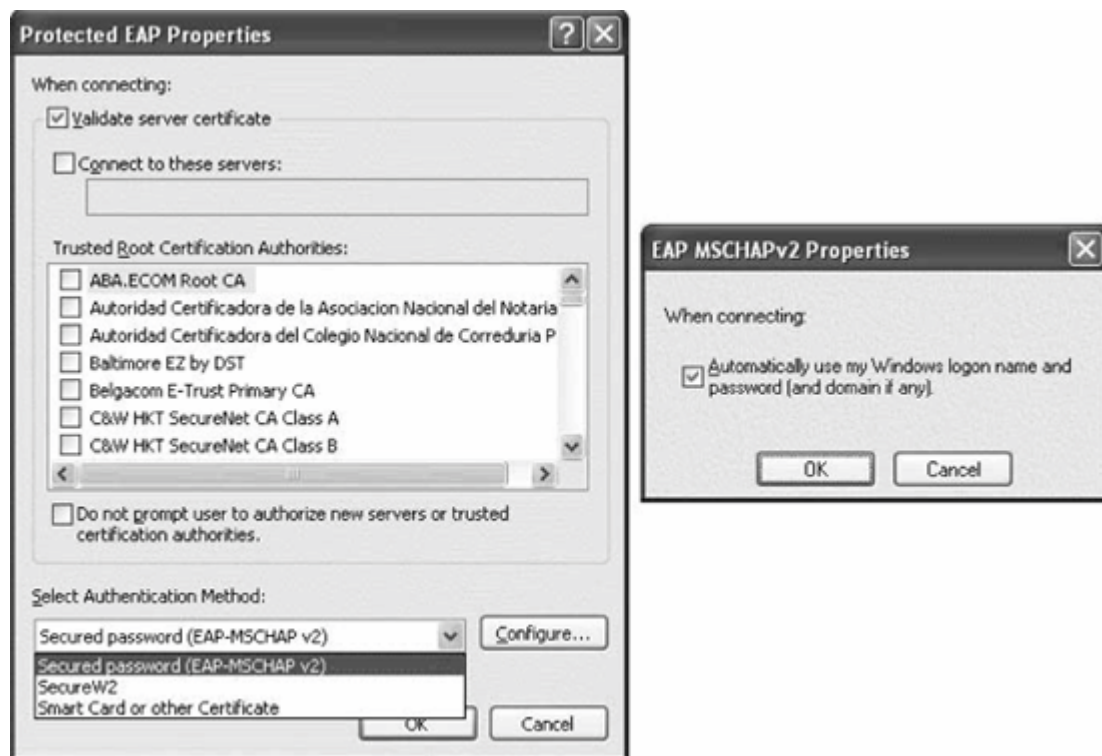 Protected EAP Properties
When connecting:
Validate server certificate
Connect to these servers:
Trusted Root Certification Authorities:
ABA.ECOM Root CA
Autoridad Certificadora de la Asociacion Nacional del Notaria
Autoridad Certificadora del Colegio Nacional de Correduria P
Baltimore EZ by DST
Belgacom E-Trust Primary CA
C&W HKT SecureNet CA Class A
C&W HKT SecureNet CA Class B
Do not prompt user to authorize new servers or trusted
certification authorities.
Select Authentication Method:
Secured password (EAP-MSCHAP v2)
Configure...
Secured password (EAP-MSCHAP v2)
SecureW2
Smart Card or other Certificate
OK
Cancel
EAP MSCHAPv2 Properties
When connecting:
Automatically use my Windows logon name and
password (and domain if any).
OK
Cancel